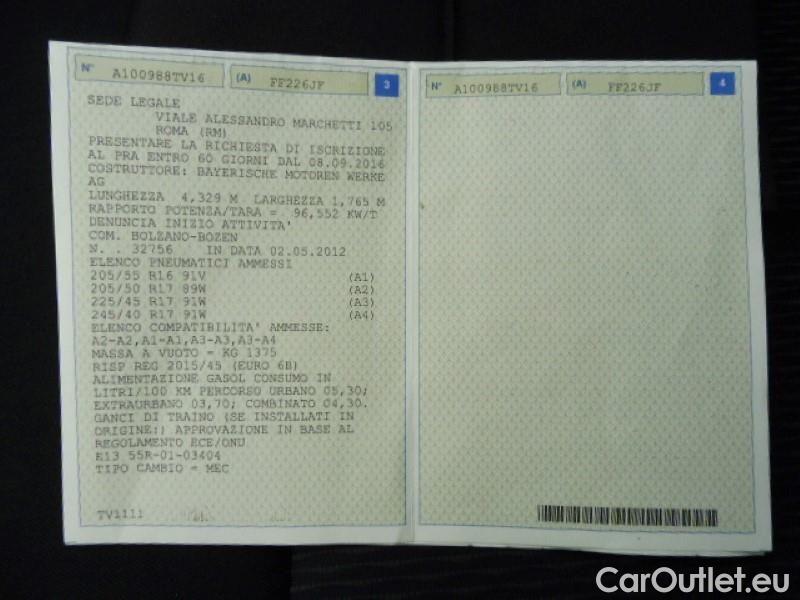 N° A100988TV16 (A) FF226JF 3
SEDE LEGALE
VIALE ALESSANDRO MARCHETTI 105
ROMA (RM)
PRESENTARE LA RICHIESTA DI ISCRIZIONE
AL PRA ENTRO 60 GIORNI DAL 08.09.2016
COSTRUTTORE: BAYERISCHE MOTOREN WERKE
AG
LUNGHEZZA 4,329 M LARGHEZZA 1,765 M
RAPPORTO POTENZA/TARA = 96,552 KW/T
DENUNCIA INIZIO ATTIVITA'
COM. BOLZANO-BOZEN
N. . 32756 IN DATA 02.05.2012
ELENCO PNEUMATICI AMMESSI
205/55 R16 91V (A1)
205/50 R17 89W (A2)
225/45 R17 91W (A3)
245/40 R17 91W (A4)
ELENCO COMPATIBILITA' AMMESSE:
A2-A2,A1-A1,A3-A3,A3-A4
MASSA A VUOTO = KG 1375
RISP REG 2015/45 (EURO 6B)
ALIMENTAZIONE GASOL CONSUMO IN
LITRI/100 KM PERCORSO URBANO 05,30;
EXTRAURBANO 03,70; COMBINATO 04,30.
GANCI DI TRAINO (SE INSTALLATI IN
ORIGINE:) APPROVAZIONE IN BASE AL
REGOLAMENTO ECE/ONU
E13 55R-01-03404
TIPO CAMBIO = MEC
TV1111
N° A100988TV16 (A) FF226JF 4
CarOutlet.eu